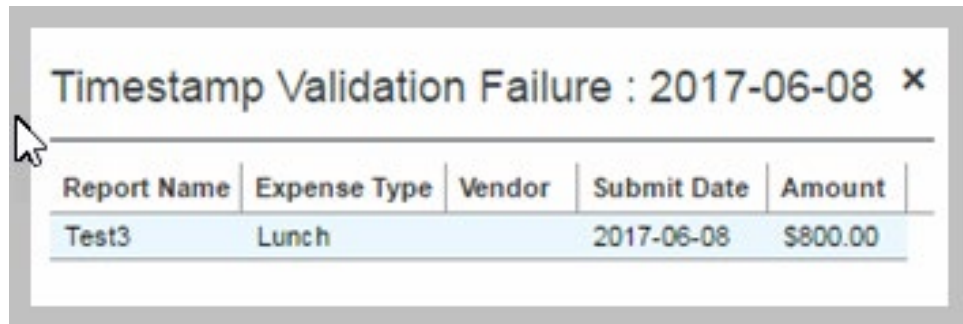 Timestamp Validation Failure : 2017-06-08 ×
Report Name Expense Type Vendor Submit Date Amount
Test3 Lunch 2017-06-08 $800.00